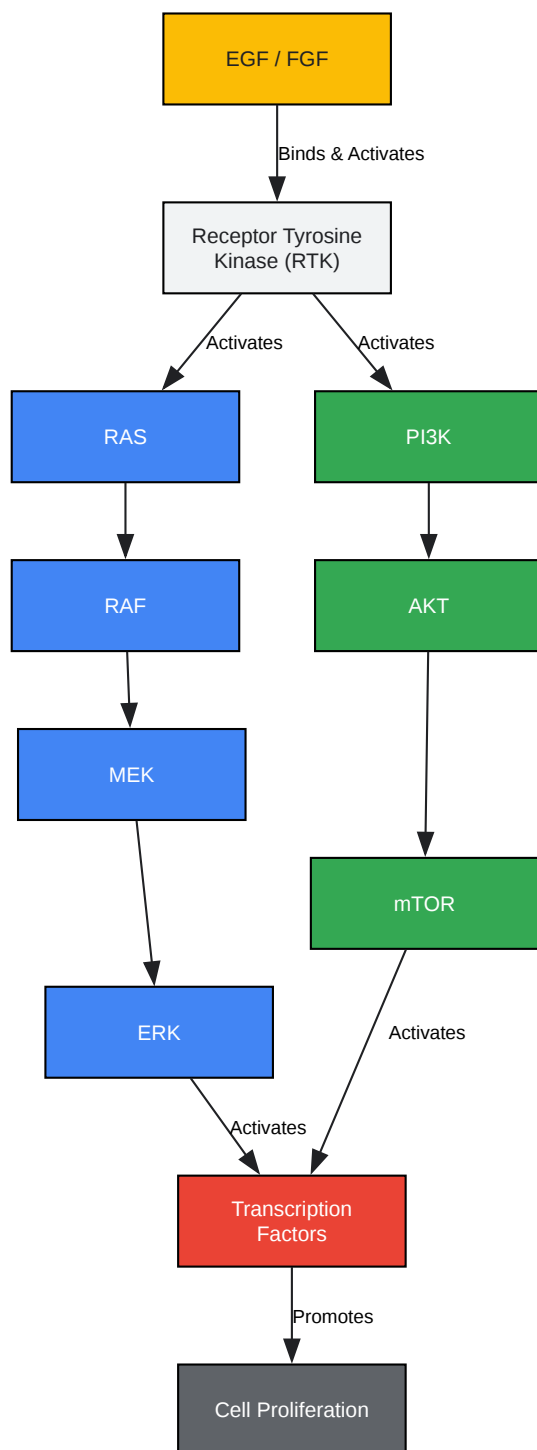 EGF / FGF
Binds & Activates
Receptor Tyrosine
Kinase (RTK)
Activates
Activates
RAS
PI3K
RAF
AKT
MEK
mTOR
ERK
Activates
Activates
Transcription
Factors
Promotes
Cell Proliferation